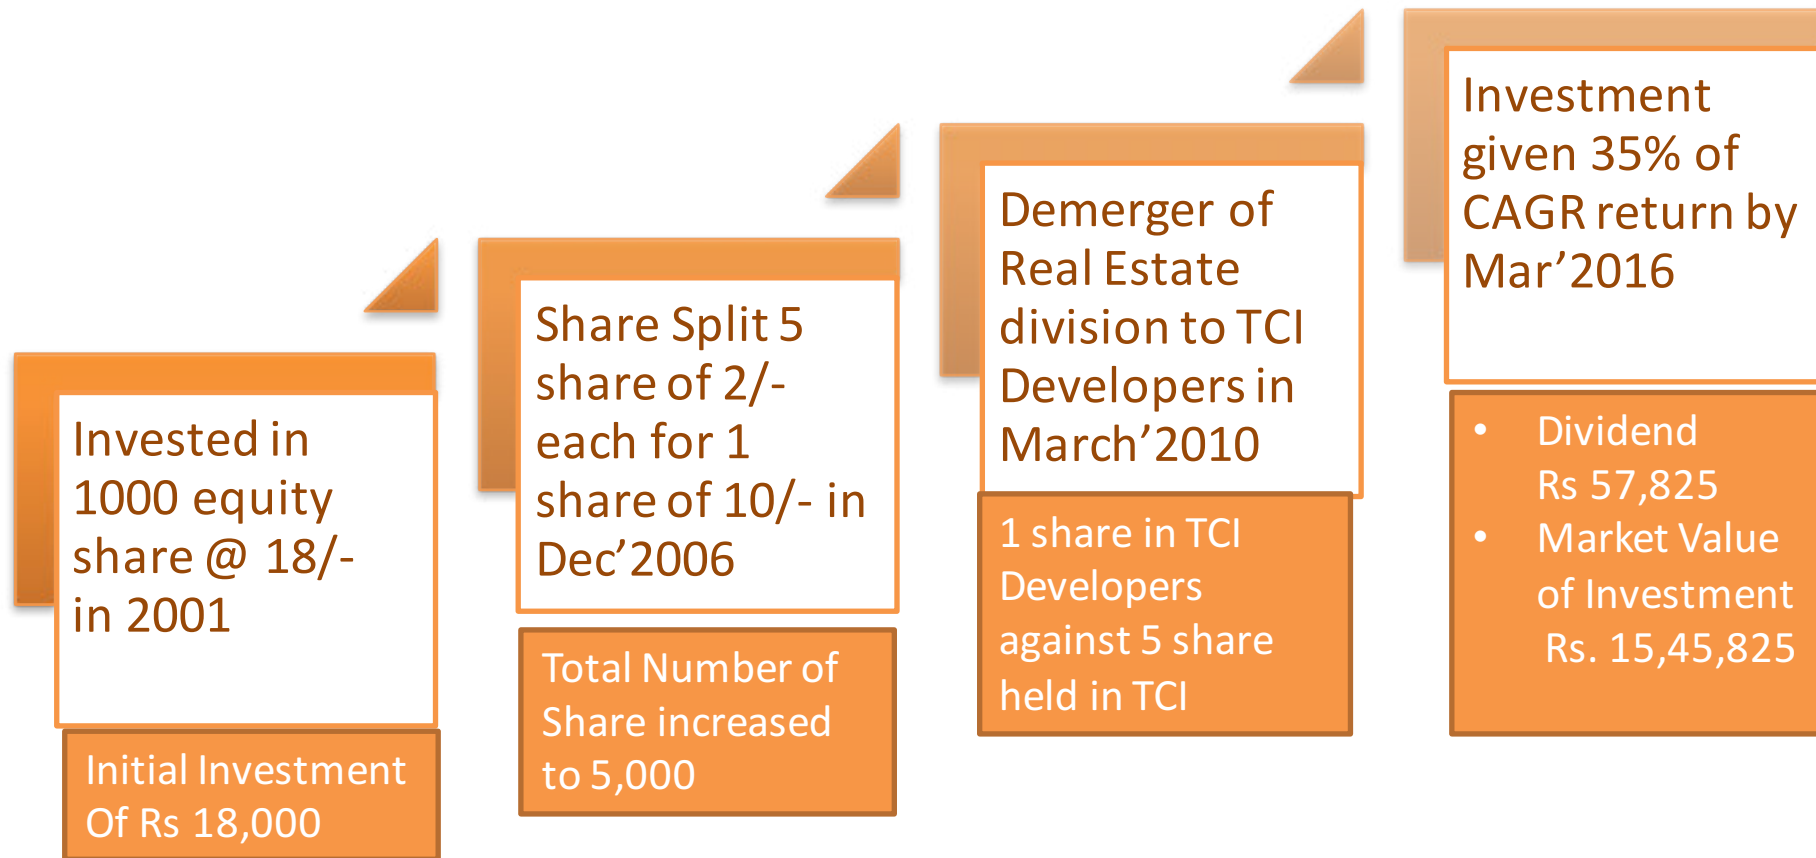 Invested in
1000 equity
share @ 18/-
in 2001
Initial Investment
Of Rs 18,000
Share Split 5
share of 2/-
each for 1
share of 10/- in
Dec’2006
Total Number of
Share increased
to 5,000
Demerger of
Real Estate
division to TCI
Developers in
March’2010
1 share in TCI
Developers
against 5 share
held in TCI
Investment
given 35% of
CAGR return by
Mar’2016
• Dividend
Rs 57,825
• Market Value
of Investment
Rs. 15,45,825